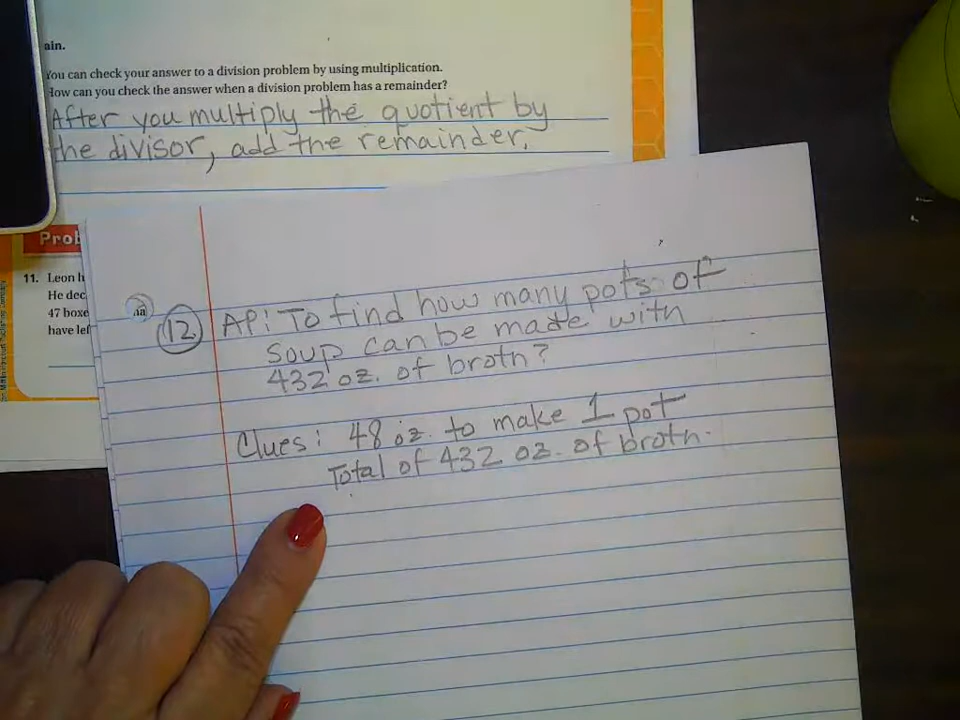 ain.
You can check your answer to a division problem by using multiplication.
How can you check the answer when a division problem has a remainder?
After you multiply the quotient by
the divisor, add the remainder.
Prob
11. Leon h
He dec
47 boxe
have lef
12 AP: To find how many pots of
soup can be made with
432 oz. of broth?
Clues: 48 oz. to make 1 pot
Total of 432 oz. of broth.